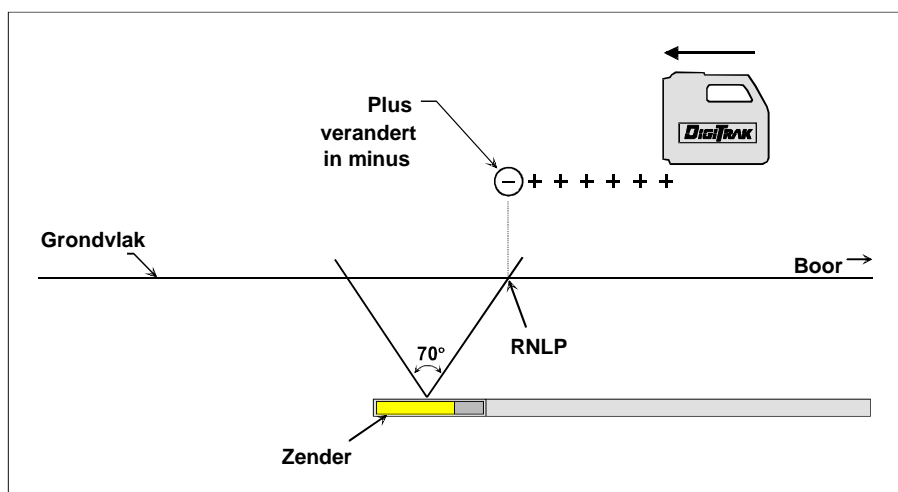 Plus
verandert
in minus
DIGITRAK
− + + + + + +
Grondvlak
Boor
RNLP
70°
Zender